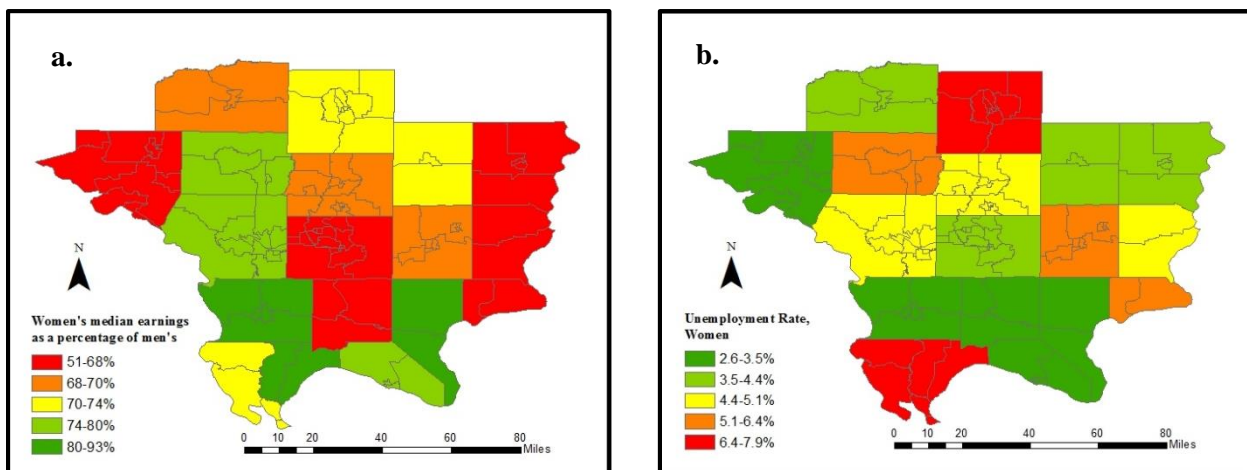 a.
N
Women's median earnings
as a percentage of men's
51-68%
68-70%
70-74%
74-80%
80-93%
0 10 20 40 60 80
Miles
b.
N
Unemployment Rate,
Women
2.6-3.5%
3.5-4.4%
4.4-5.1%
5.1-6.4%
6.4-7.9%
0 10 20 40 60 80
Miles